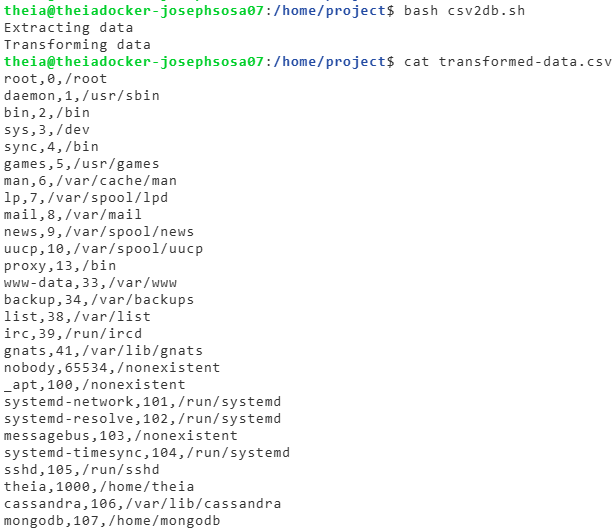 theia@theiadocker-josephsosa07:/home/project$ bash csv2db.sh
Extracting data
Transforming data
theia@theiadocker-josephsosa07:/home/project$ cat transformed-data.csv
root,0,/root
daemon,1,/usr/sbin
bin,2,/bin
sys,3,/dev
sync,4,/bin
games,5,/usr/games
man,6,/var/cache/man
lp,7,/var/spool/lpd
mail,8,/var/mail
news,9,/var/spool/news
uucp,10,/var/spool/uucp
proxy,13,/bin
www-data,33,/var/www
backup,34,/var/backups
list,38,/var/list
irc,39,/run/ircd
gnats,41,/var/lib/gnats
nobody,65534,/nonexistent
_apt,100,/nonexistent
systemd-network,101,/run/systemd
systemd-resolve,102,/run/systemd
messagebus,103,/nonexistent
systemd-timesync,104,/run/systemd
sshd,105,/run/sshd
theia,1000,/home/theia
cassandra,106,/var/lib/cassandra
mongodb,107,/home/mongodb